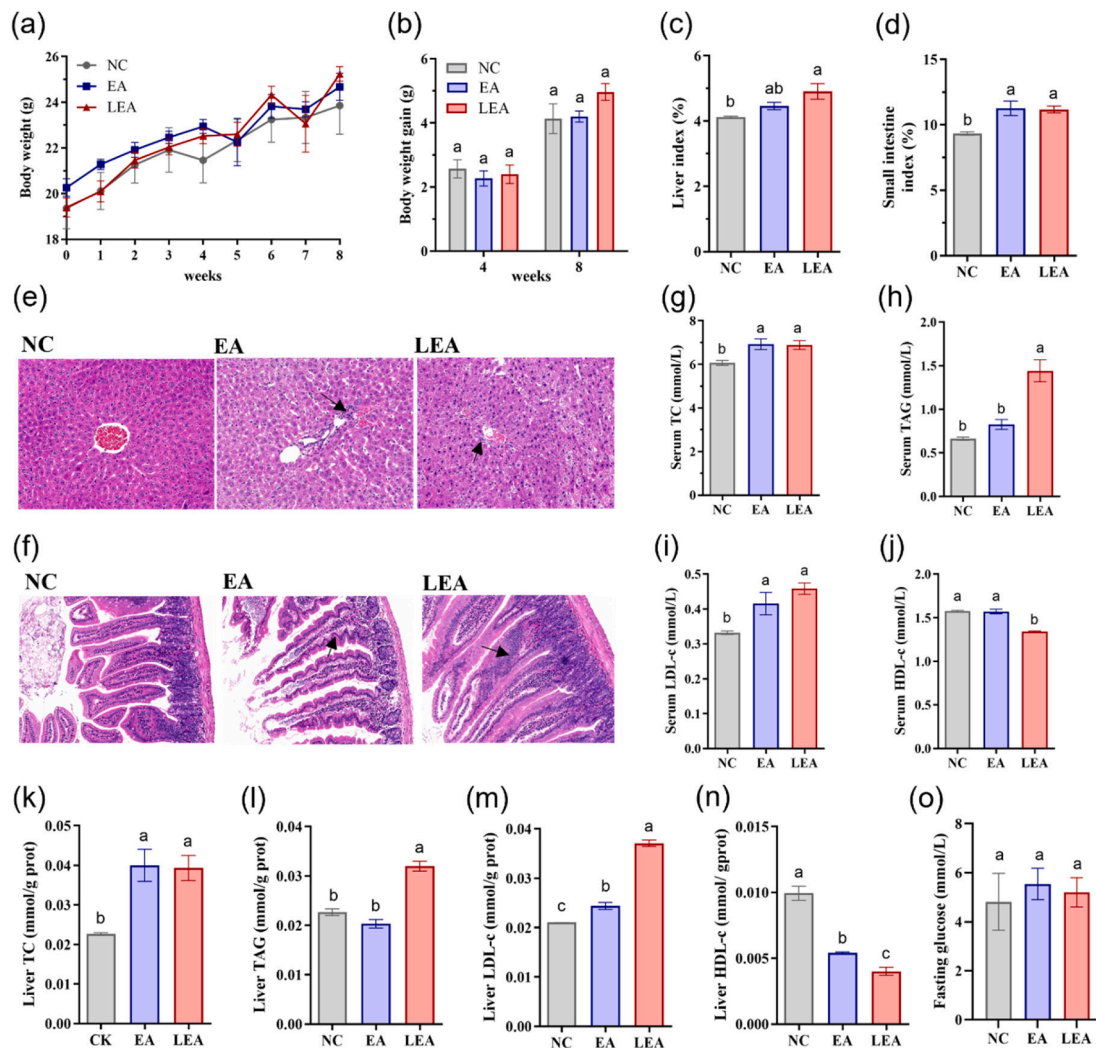 (a)
Body weight (g)
26
24
22
20
18
NC
EA
LEA
0 1 2 3 4 5 6 7 8
weeks
(b)
Body weight gain (g)
6
4
2
0
NC
EA
LEA
a a a a a a
4 8
weeks
(c)
Liver index (%)
6
4
2
0
b ab a
NC EA LEA
(d)
Small intestine
index (%)
15
10
5
0
b a a
NC EA LEA
(e)
NC EA LEA
(g)
Serum TC (mmol/L)
8
6
4
2
0
b a a
NC EA LEA
(h)
Serum TAG (mmol/L)
2.0
1.5
1.0
0.5
0.0
b b a
NC EA LEA
(f)
NC EA LEA
(i)
Serum LDL-c (mmol/L)
0.5
0.4
0.3
0.2
0.1
0.0
b a a
NC EA LEA
(j)
Serum HDL-c (mmol/L)
2.0
1.5
1.0
0.5
0.0
a a b
NC EA LEA
(k)
Liver TC (mmol/g prot)
0.05
0.04
0.03
0.02
0.01
0.00
b a a
CK EA LEA
(l)
Liver TAG (mmol/g prot)
0.04
0.03
0.02
0.01
0.00
b b a
NC EA LEA
(m)
Liver LDL-c (mmol/g prot)
0.04
0.03
0.02
0.01
0.00
c b a
NC EA LEA
(n)
Liver HDL-c (mmol/ gprot)
0.015
0.010
0.005
0.000
a b c
NC EA LEA
(o)
Fasting glucose (mmol/L)
8
6
4
2
0
a a a
NC EA LEA